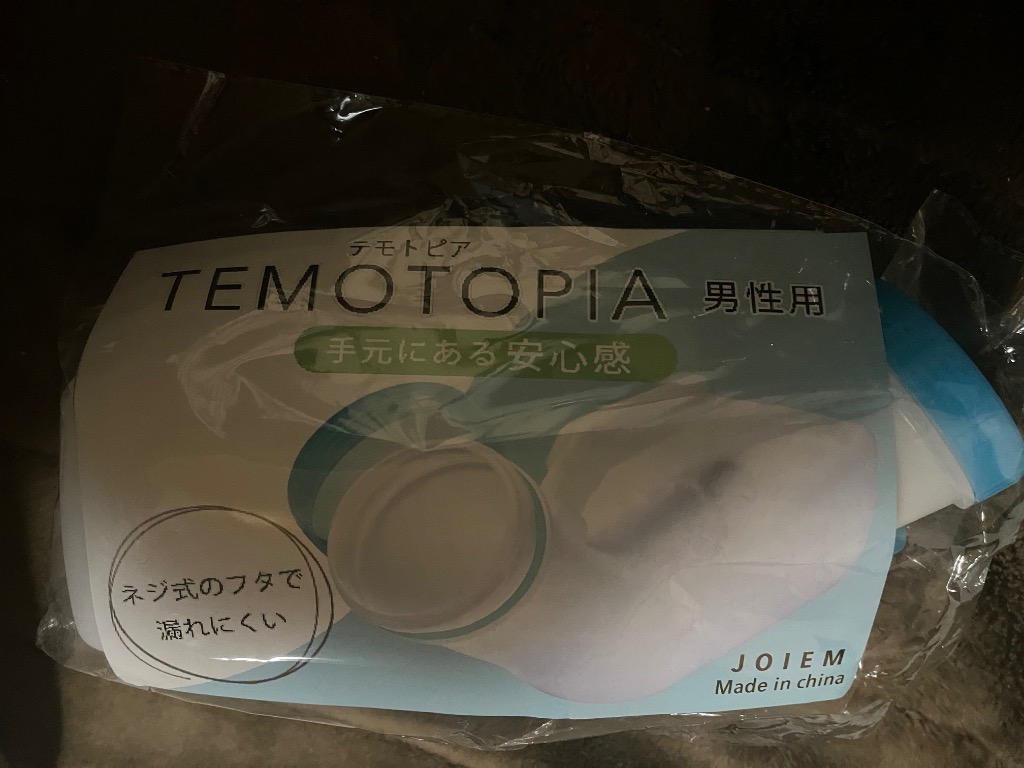 テモトピア
TEMOTOPIA 男性用
手元にある安心感
ネジ式のフタで
漏れにくい
JOIEM
Made in china